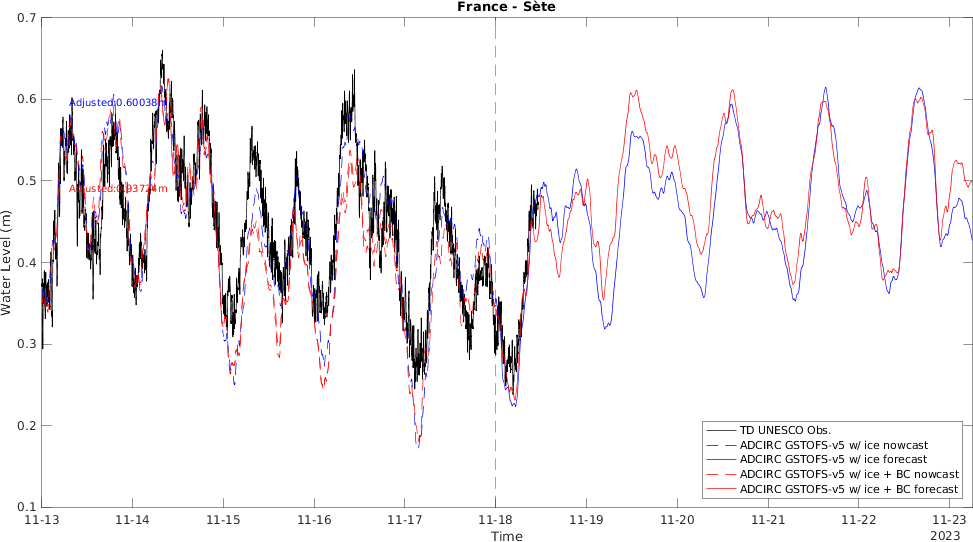 France - Sète
0.7
0.6
0.5
0.4
0.3
0.2
0.1
Water Level (m)
Adjusted:0.60038m
TD UNESCO Obs.
ADCIRC GSTOFS-v5 w/ ice nowcast
ADCIRC GSTOFS-v5 w/ ice forecast
ADCIRC GSTOFS-v5 w/ ice + BC nowcast
ADCIRC GSTOFS-v5 w/ ice + BC forecast
11-13 11-14 11-15 11-16 11-17 11-18 11-19 11-20 11-21 11-22 11-23
Time 2023